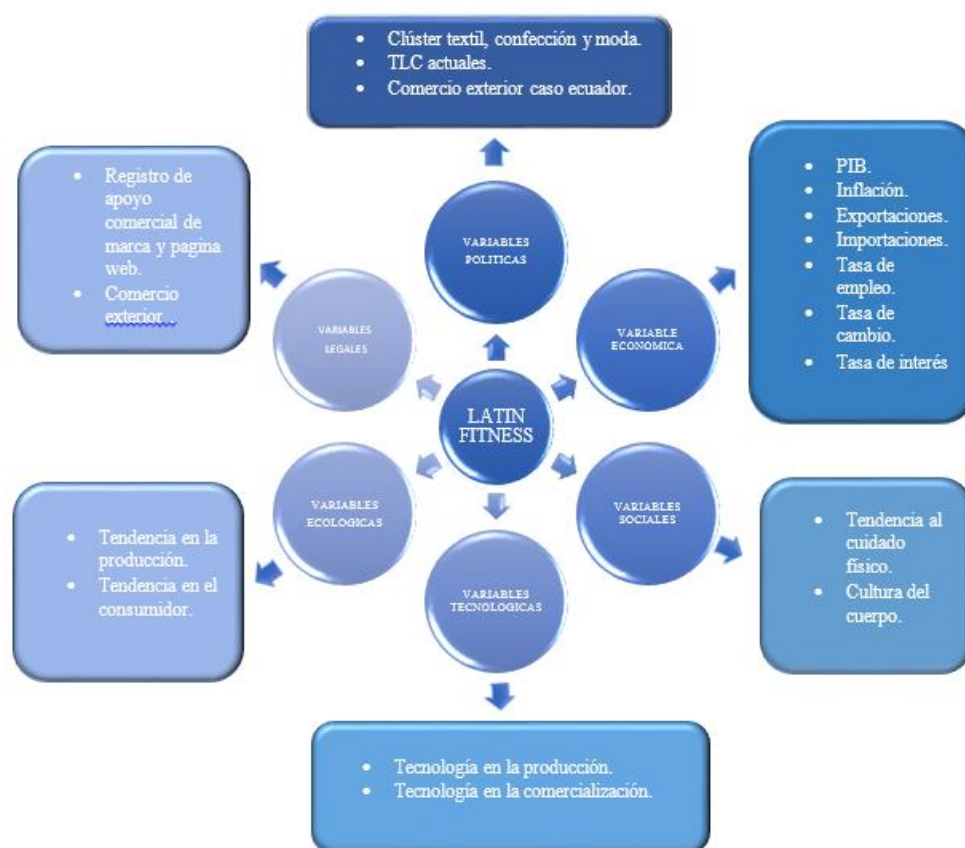 • Clúster textil, confección y moda.
• TLC actuales.
• Comercio exterior caso ecuador.
• Registro de
apoyo
comercial de
marca y pagina
web.
• Comercio
exterior .
VARIABLES
POLITICAS
• PIB.
• Inflación.
• Exportaciones.
• Importaciones.
• Tasa de
empleo.
• Tasa de
cambio.
• Tasa de interés
VARIABLES
LEGALES
VARIABLE
ECONOMICA
LATIN
FITNESS
VARIABLES
ECOLOGICAS
VARIABLES
SOCIALES
• Tendencia en la
producción.
• Tendencia en el
consumidor.
VARIABLES
TECNOLOGICAS
• Tendencia al
cuidado
físico.
• Cultura del
cuerpo.
• Tecnología en la producción.
• Tecnología en la comercialización.